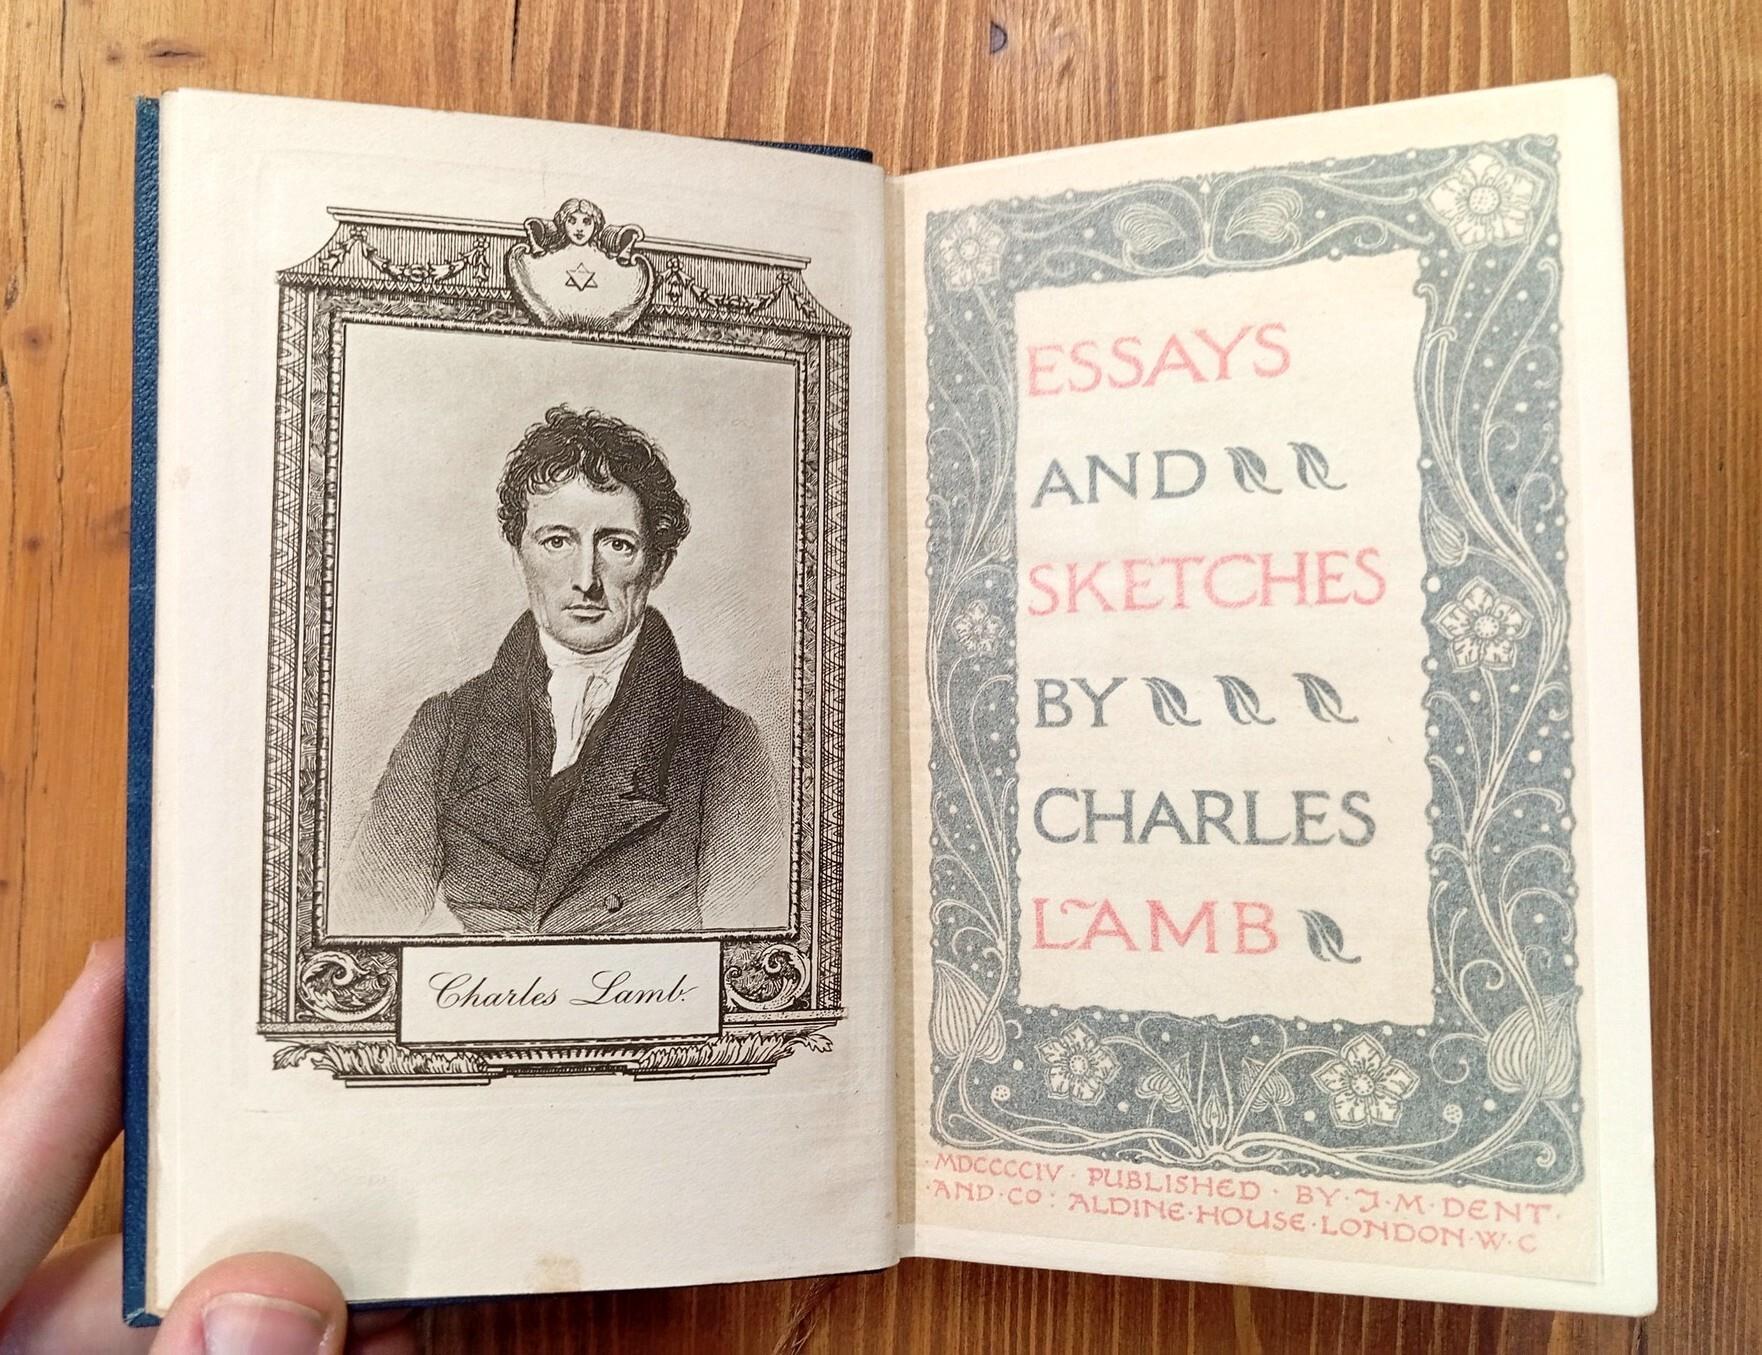 Charles Lamb.
ESSAYS
AND
SKETCHES
BY
CHARLES
LAMB
·MDCCCCIV· PUBLISHED· BY· J·M·DENT·
·AND·CO: ALDINE·HOUSE·LONDON·W·C